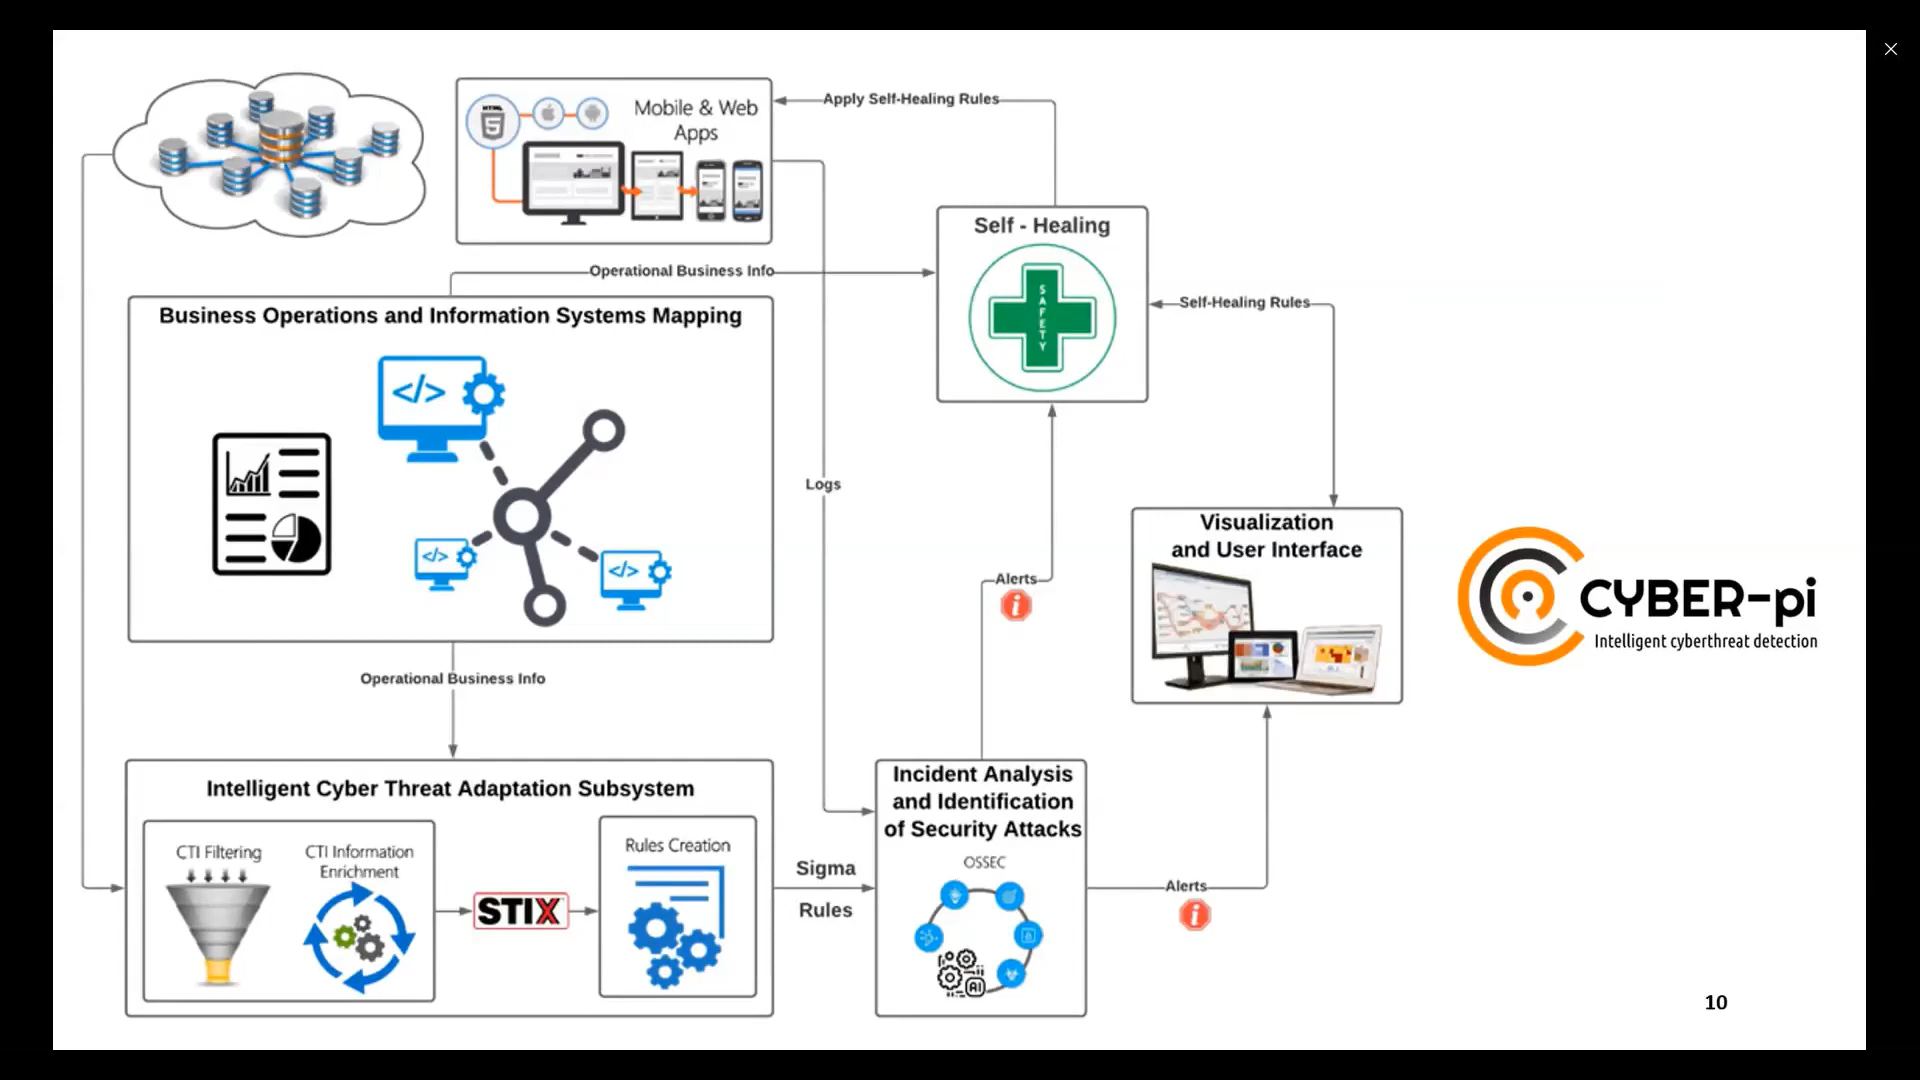 HTML
5
Mobile & Web
Apps
Apply Self-Healing Rules
Self - Healing
SAFETY
Operational Business Info
Self-Healing Rules
Business Operations and Information Systems Mapping
</>
</>
</>
Logs
Visualization
and User Interface
CYBER-pi
Intelligent cyberthreat detection
Alerts
i
Operational Business Info
Intelligent Cyber Threat Adaptation Subsystem
CTI Filtering
CTI Information
Enrichment
STIX
Rules Creation
Sigma
Rules
Incident Analysis
and Identification
of Security Attacks
OSSEC
AI
Alerts
i
10